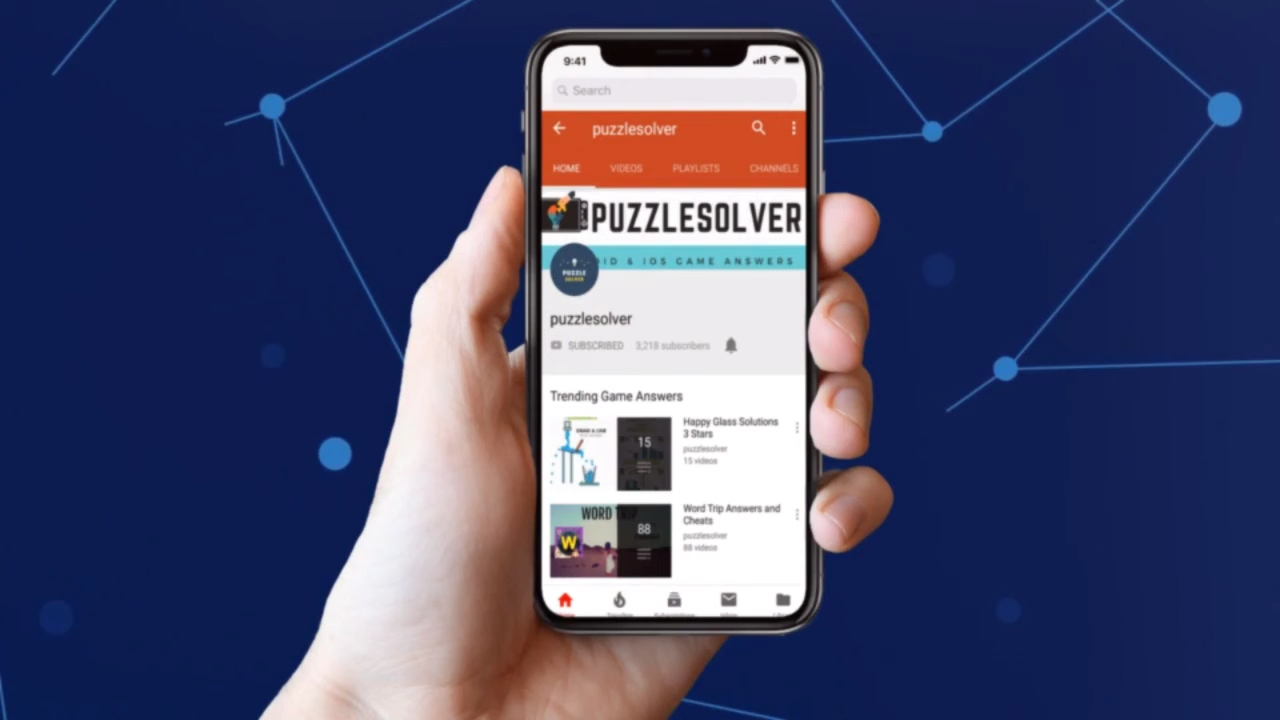 9:41
Search
puzzlesolver
HOME VIDEOS PLAYLISTS CHANNELS
PUZZLESOLVER
ID & IOS GAME ANSWERS
PUZZLE
SOLVER
puzzlesolver
SUBSCRIBED 3,218 subscribers
Trending Game Answers
15
Happy Glass Solutions
3 Stars
puzzlesolver
15 videos
WORD TRIP
W
88
Word Trip Answers and
Cheats
puzzlesolver
88 videos